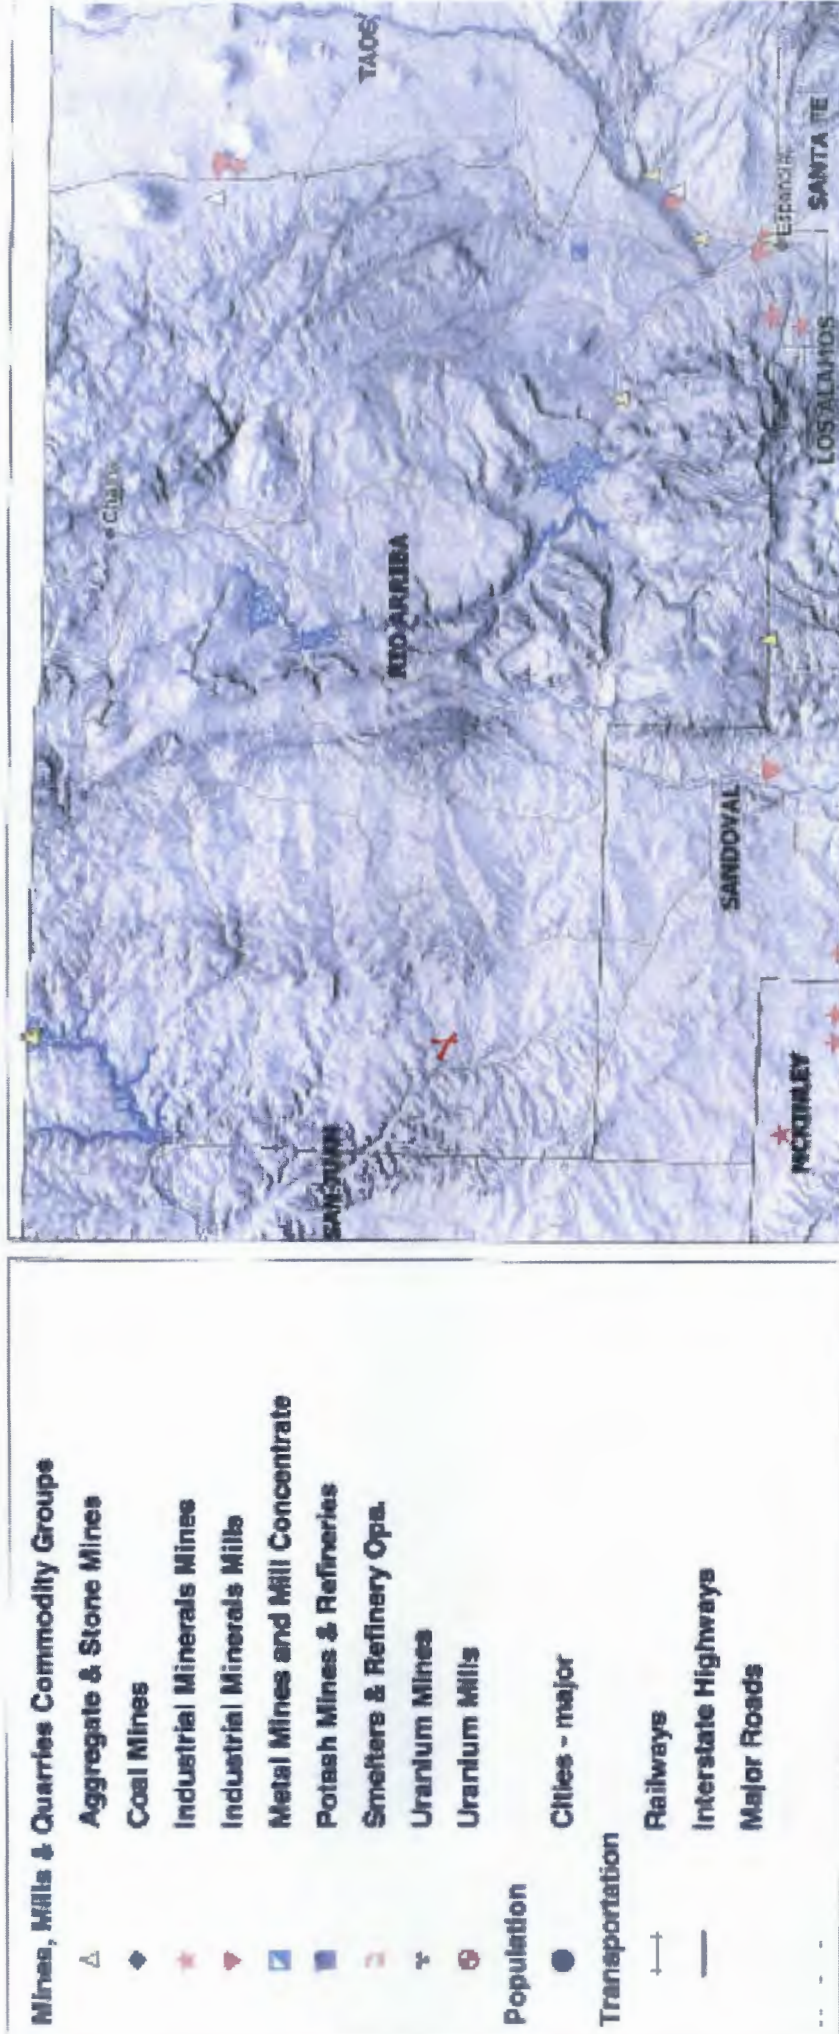 Mines, Mills & Quarries Commodity Groups
Aggregate & Stone Mines
Coal Mines
Industrial Minerals Mines
Industrial Minerals Mills
Metal Mines and Mill Concentrate
Potash Mines & Refineries
Smelters & Refinery Ops.
Uranium Mines
Uranium Mills
Population
Cities - major
Transportation
Railways
Interstate Highways
Major Roads
TAOS
Chama
RIO ARRIBA
SAN JUAN
Espanola
SANTA FE
LOS ALAMOS
SANDOVAL
MCKINLEY